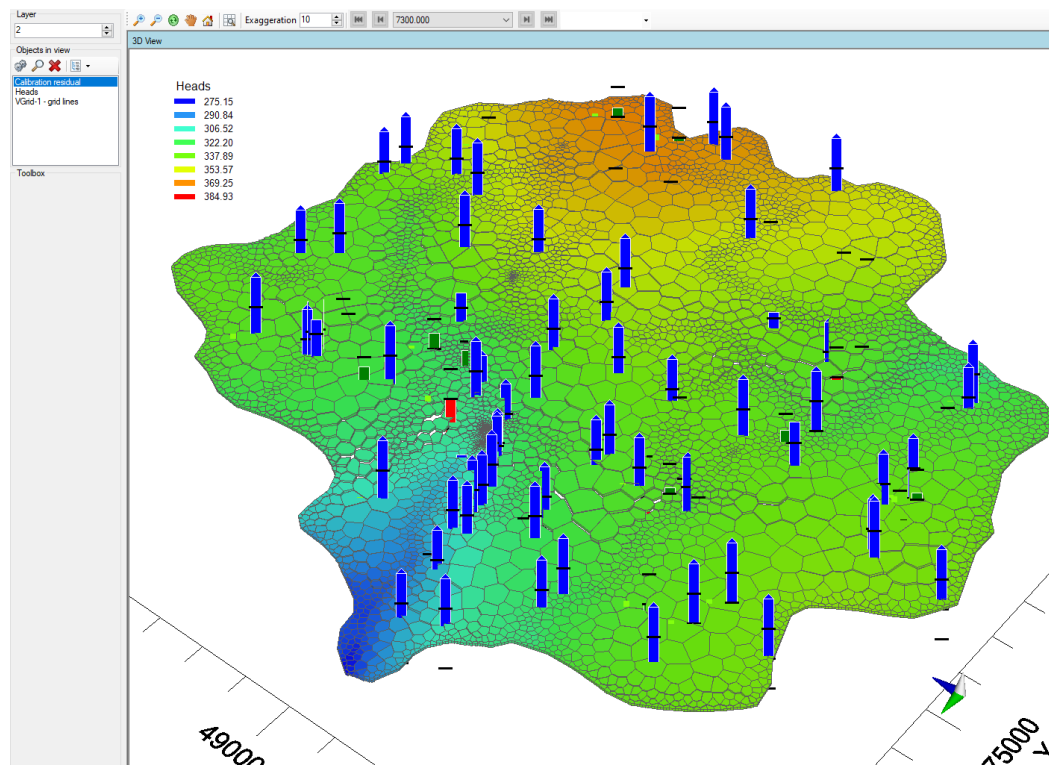 Layer
2
Exaggeration 10
7300.000
Objects in view
3D View
Calibration residual
Heads
VGrid-1 - grid lines
Toolbox
Heads
275.15
290.84
306.52
322.20
337.89
353.57
369.25
384.93
49000
75000